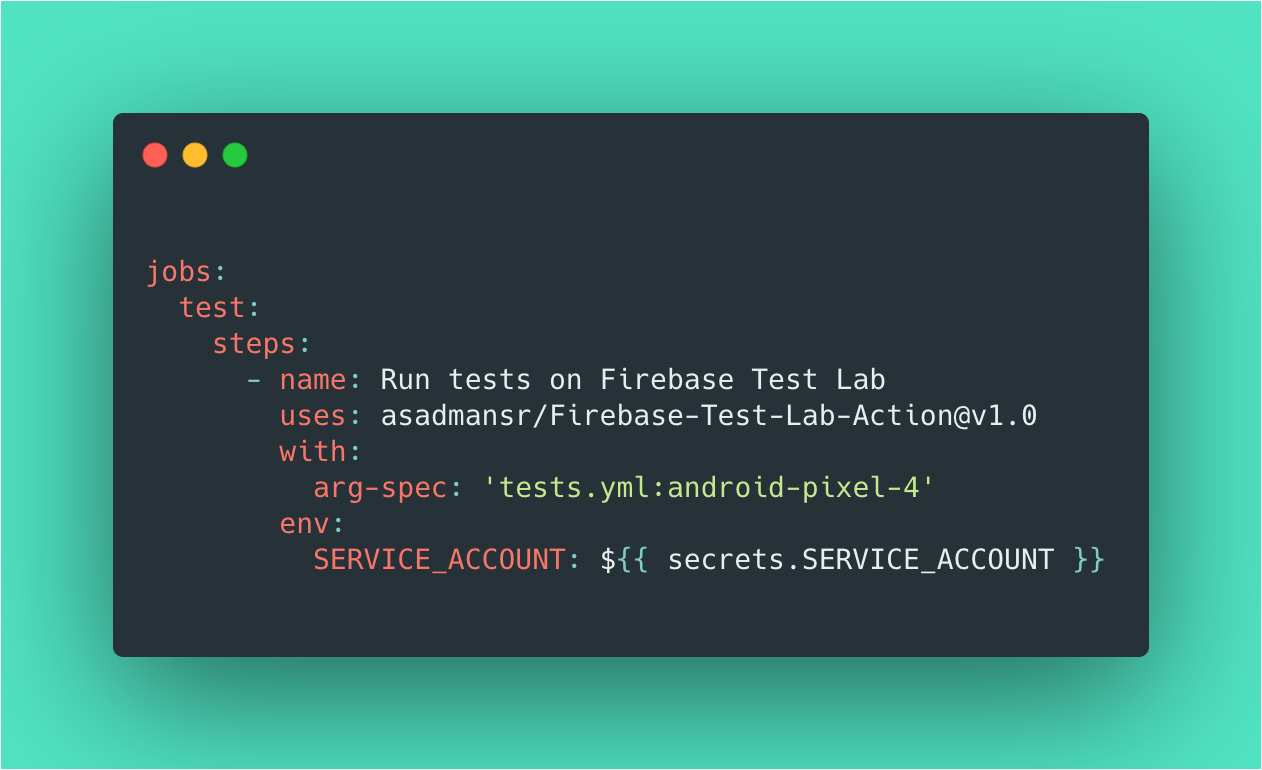 jobs:
  test:
    steps:
      - name: Run tests on Firebase Test Lab
        uses: asadmansr/Firebase-Test-Lab-Action@v1.0
        with:
          arg-spec: 'tests.yml:android-pixel-4'
        env:
          SERVICE_ACCOUNT: ${{ secrets.SERVICE_ACCOUNT }}